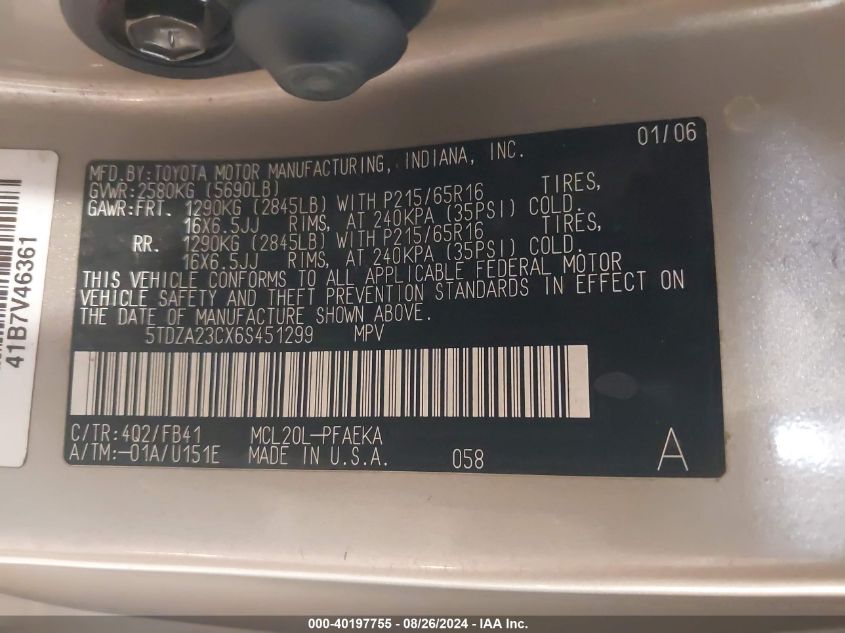 01/06
MFD.BY:TOYOTA MOTOR MANUFACTURING, INDIANA, INC.
GVWR:2580KG (5690LB)
GAWR:FRT. 1290KG (2845LB) WITH P215/65R16 TIRES,
16X6.5JJ RIMS, AT 240KPA (35PSI) COLD.
RR. 1290KG (2845LB) WITH P215/65R16 TIRES,
16X6.5JJ RIMS, AT 240KPA (35PSI) COLD.
THIS VEHICLE CONFORMS TO ALL APPLICABLE FEDERAL MOTOR
VEHICLE SAFETY AND THEFT PREVENTION STANDARDS IN EFFECT ON
THE DATE OF MANUFACTURE SHOWN ABOVE.
5TDZA23CX6S451299 MPV
C/TR:4Q2/FB41 MCL20L-PFAEKA
A/TM:-01A/U151E MADE IN U.S.A. 058 A
41B7V46361
000-40197755 - 08/26/2024 - IAA Inc.